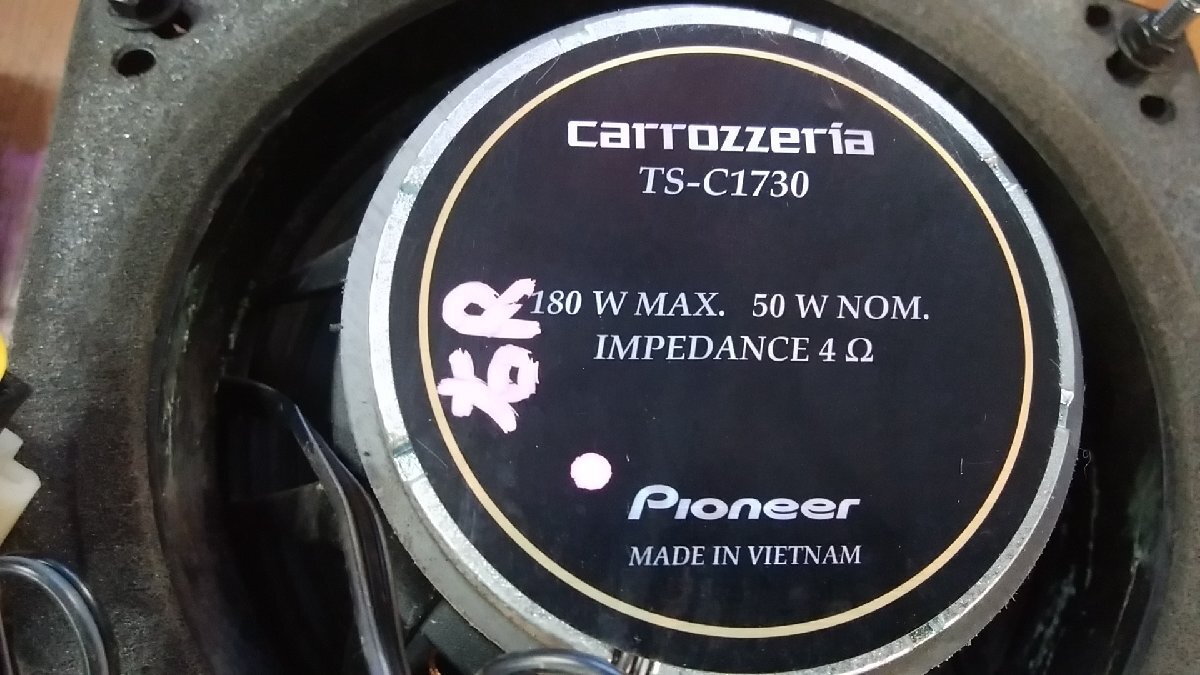 carrozzeria
TS-C1730
180 W MAX. 50 W NOM.
IMPEDANCE 4 Ω
右R
Pioneer
MADE IN VIETNAM